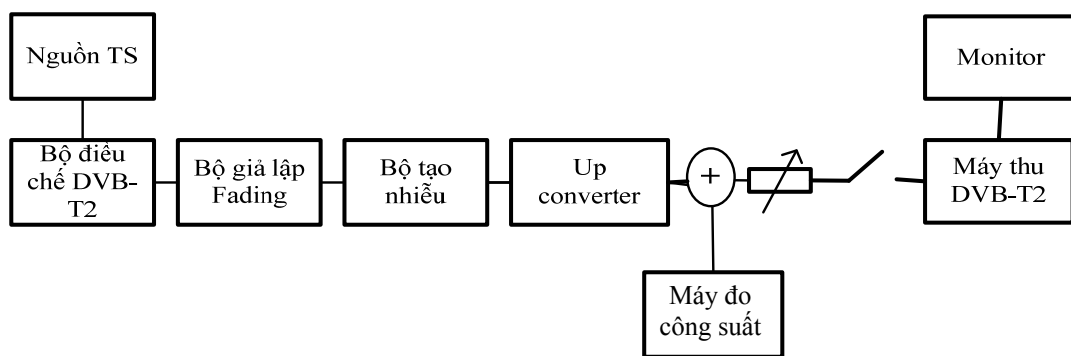 Nguồn TS
Monitor
Bộ điều
chế DVB-
T2
Bộ giả lập
Fading
Bộ tạo
nhiễu
Up
converter
+
Máy thu
DVB-T2
Máy đo
công suất